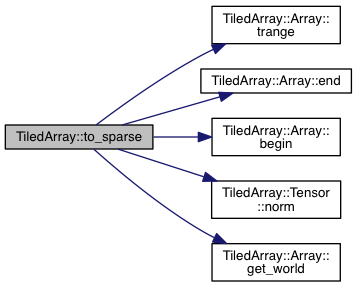 TiledArray::to_sparse
TiledArray::Array::
trange
TiledArray::Array::end
TiledArray::Array::
begin
TiledArray::Tensor
::norm
TiledArray::Array::
get_world